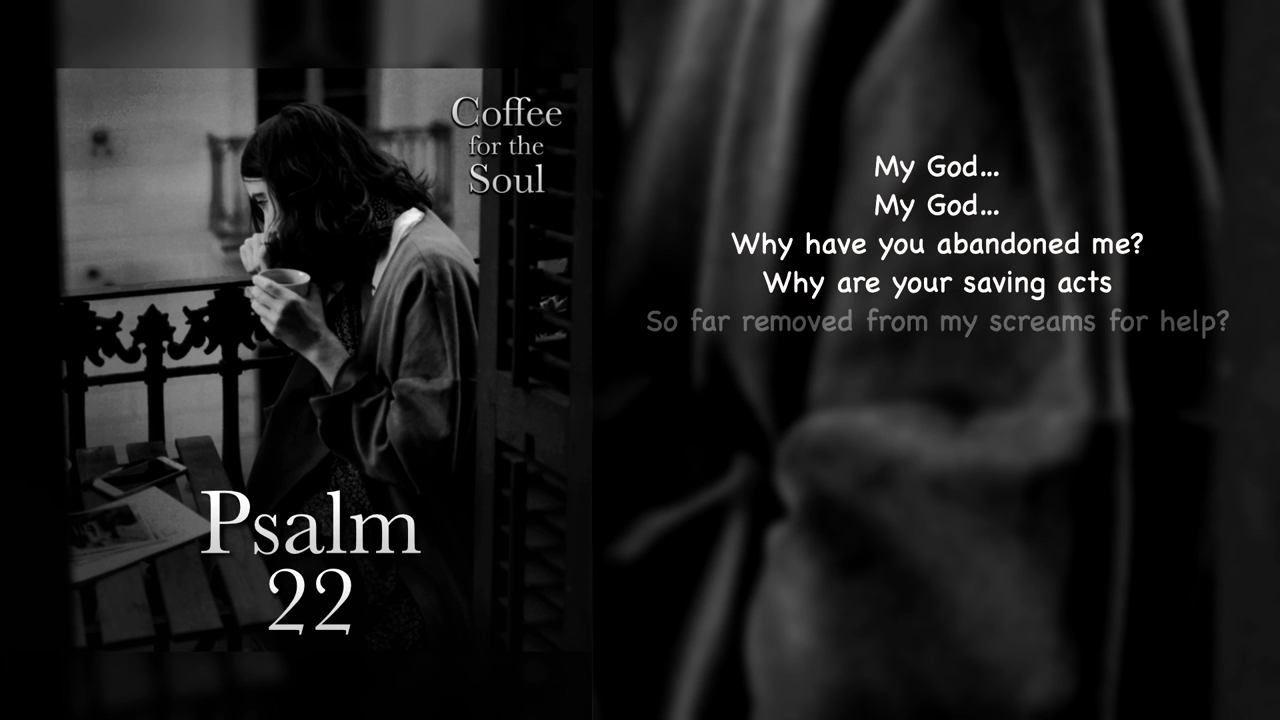 Coffee
for the
Soul
Psalm
22
My God...
My God...
Why have you abandoned me?
Why are your saving acts
So far removed from my screams for help?